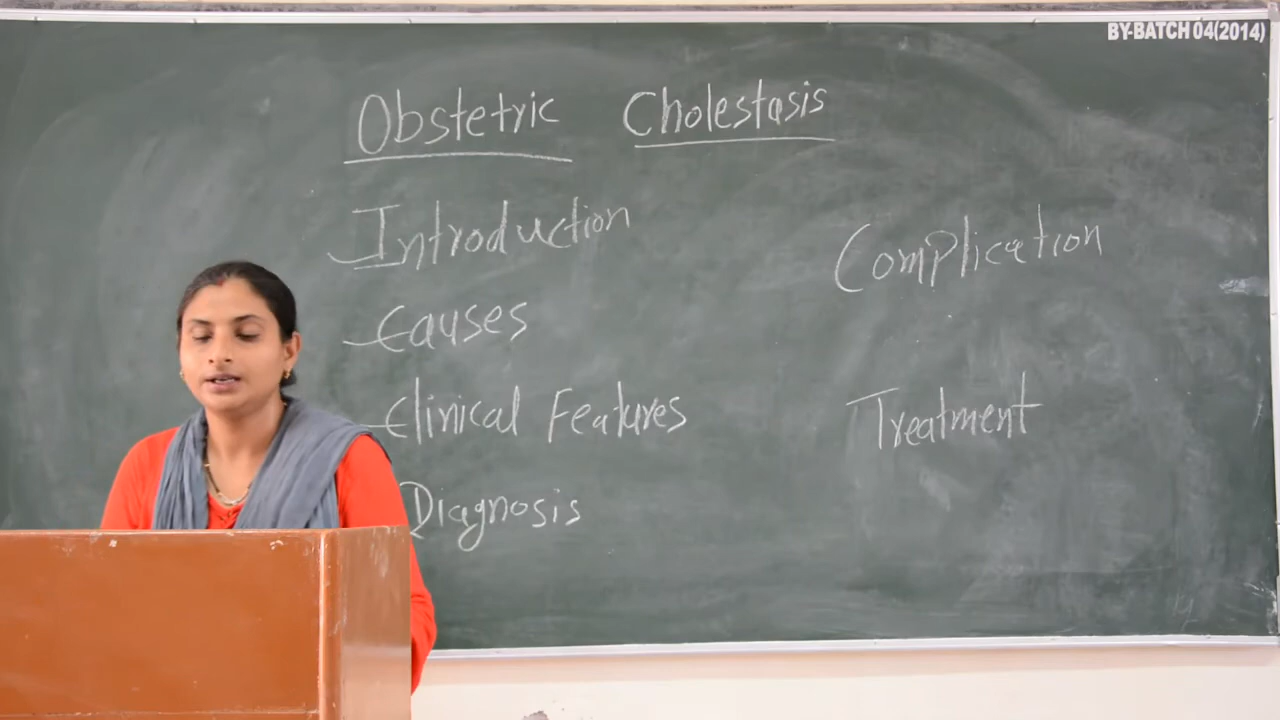 BY-BATCH 04(2014)
Obstetric Cholestasis
Introduction
Causes
Clinical Features
Diagnosis
Complication
Treatment